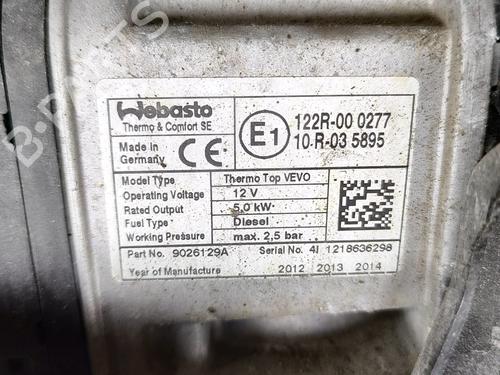 Webasto
Thermo & Comfort SE
Made in
Germany
CE
E1
122R-00 0277
10.R-03 5895
Model Type Thermo Top VEVO
Operating Voltage 12 V
Rated Output 5,0 kW
Fuel Type Diesel
Working Pressure max. 2,5 bar
Part No. 9026129A Serial No. 4I 1218636298
Year of Manufacture 2012 2013 2014
B-PARTS